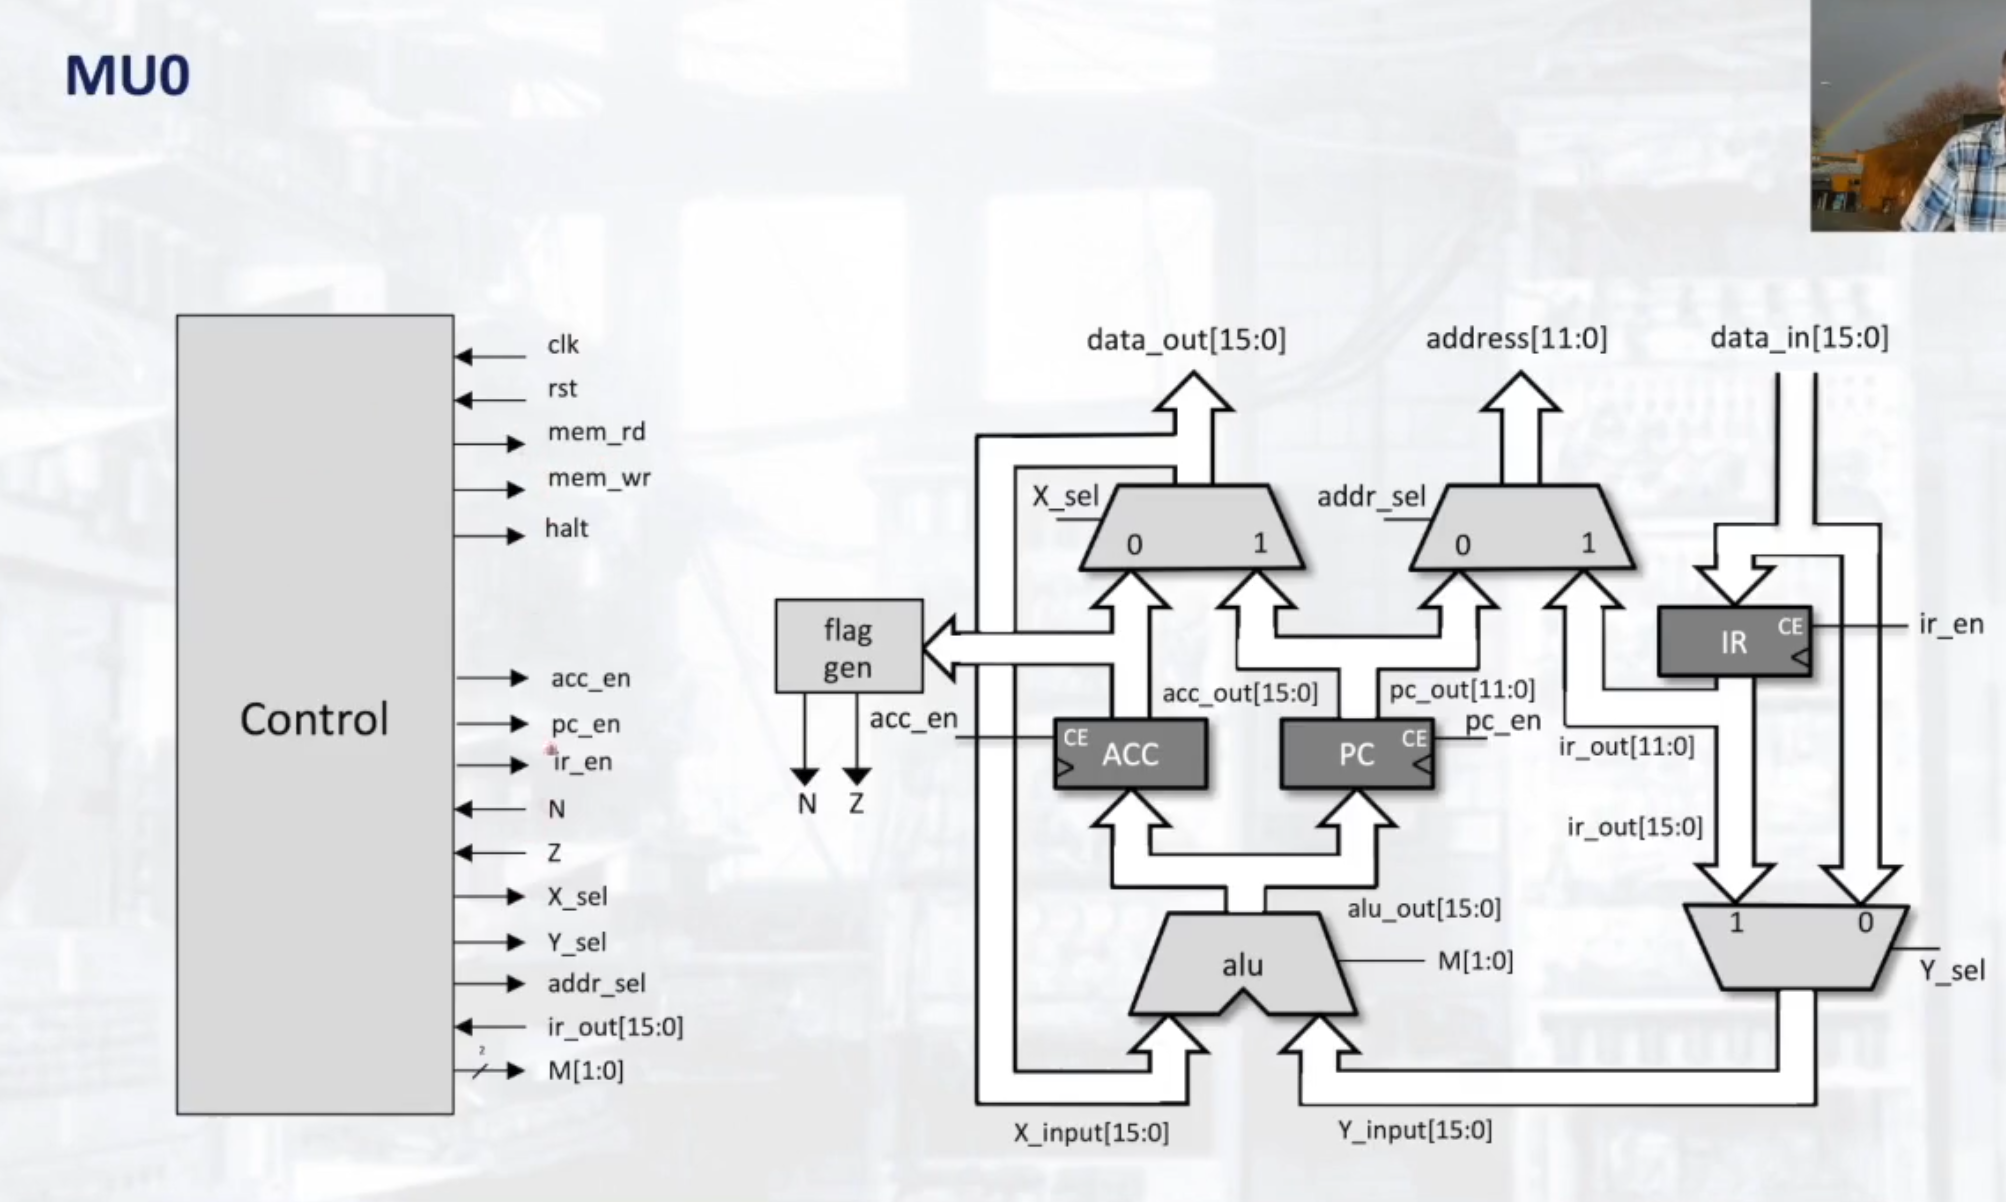 MU0
Control
clk
rst
mem_rd
mem_wr
halt
acc_en
pc_en
ir_en
N
Z
X_sel
Y_sel
addr_sel
ir_out[15:0]
2
M[1:0]
data_out[15:0]
address[11:0]
data_in[15:0]
X_sel
0
1
addr_sel
0
1
flag
gen
N
Z
IR
CE
ir_en
acc_out[15:0]
pc_out[11:0]
acc_en
CE
ACC
PC
CE
pc_en
ir_out[11:0]
ir_out[15:0]
alu_out[15:0]
alu
M[1:0]
1
0
Y_sel
X_input[15:0]
Y_input[15:0]